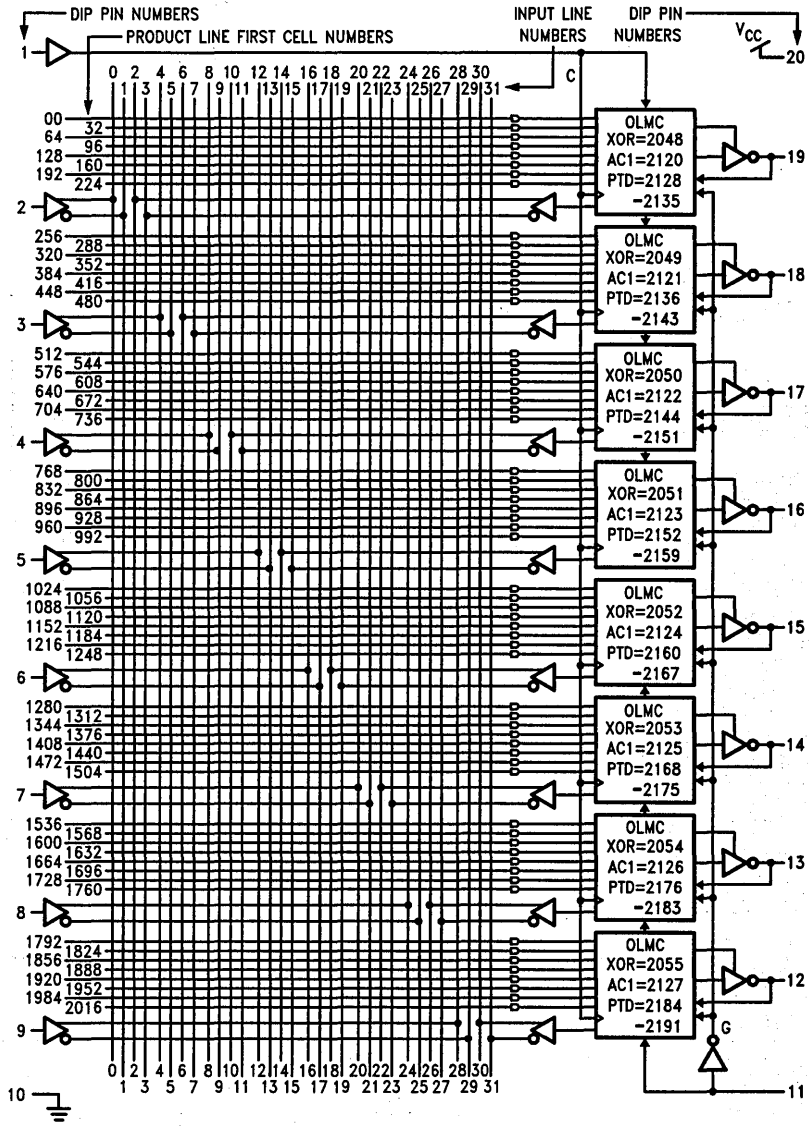 DIP PIN NUMBERS
INPUT LINE NUMBERS
DIP PIN NUMBERS
VCC
20
1
PRODUCT LINE FIRST CELL NUMBERS
0 2 4 6 8 10 12 14 16 18 20 22 24 26 28 30
1 3 5 7 9 11 13 15 17 19 21 23 25 27 29 31
C
00
32
64
96
128
160
192
224
OLMC
XOR=2048
AC1=2120
PTD=2128
-2135
19
2
256
288
320
352
384
416
448
480
OLMC
XOR=2049
AC1=2121
PTD=2136
-2143
18
3
512
544
576
608
640
672
704
736
OLMC
XOR=2050
AC1=2122
PTD=2144
-2151
17
4
768
800
832
864
896
928
960
992
OLMC
XOR=2051
AC1=2123
PTD=2152
-2159
16
5
1024
1056
1088
1120
1152
1184
1216
1248
OLMC
XOR=2052
AC1=2124
PTD=2160
-2167
15
6
1280
1312
1344
1376
1408
1440
1472
1504
OLMC
XOR=2053
AC1=2125
PTD=2168
-2175
14
7
1536
1568
1600
1632
1664
1696
1728
1760
OLMC
XOR=2054
AC1=2126
PTD=2176
-2183
13
8
1792
1824
1856
1888
1920
1952
1984
2016
OLMC
XOR=2055
AC1=2127
PTD=2184
-2191
12
9
G
0 2 4 6 8 10 12 14 16 18 20 22 24 26 28 30
1 3 5 7 9 11 13 15 17 19 21 23 25 27 29 31
10
11